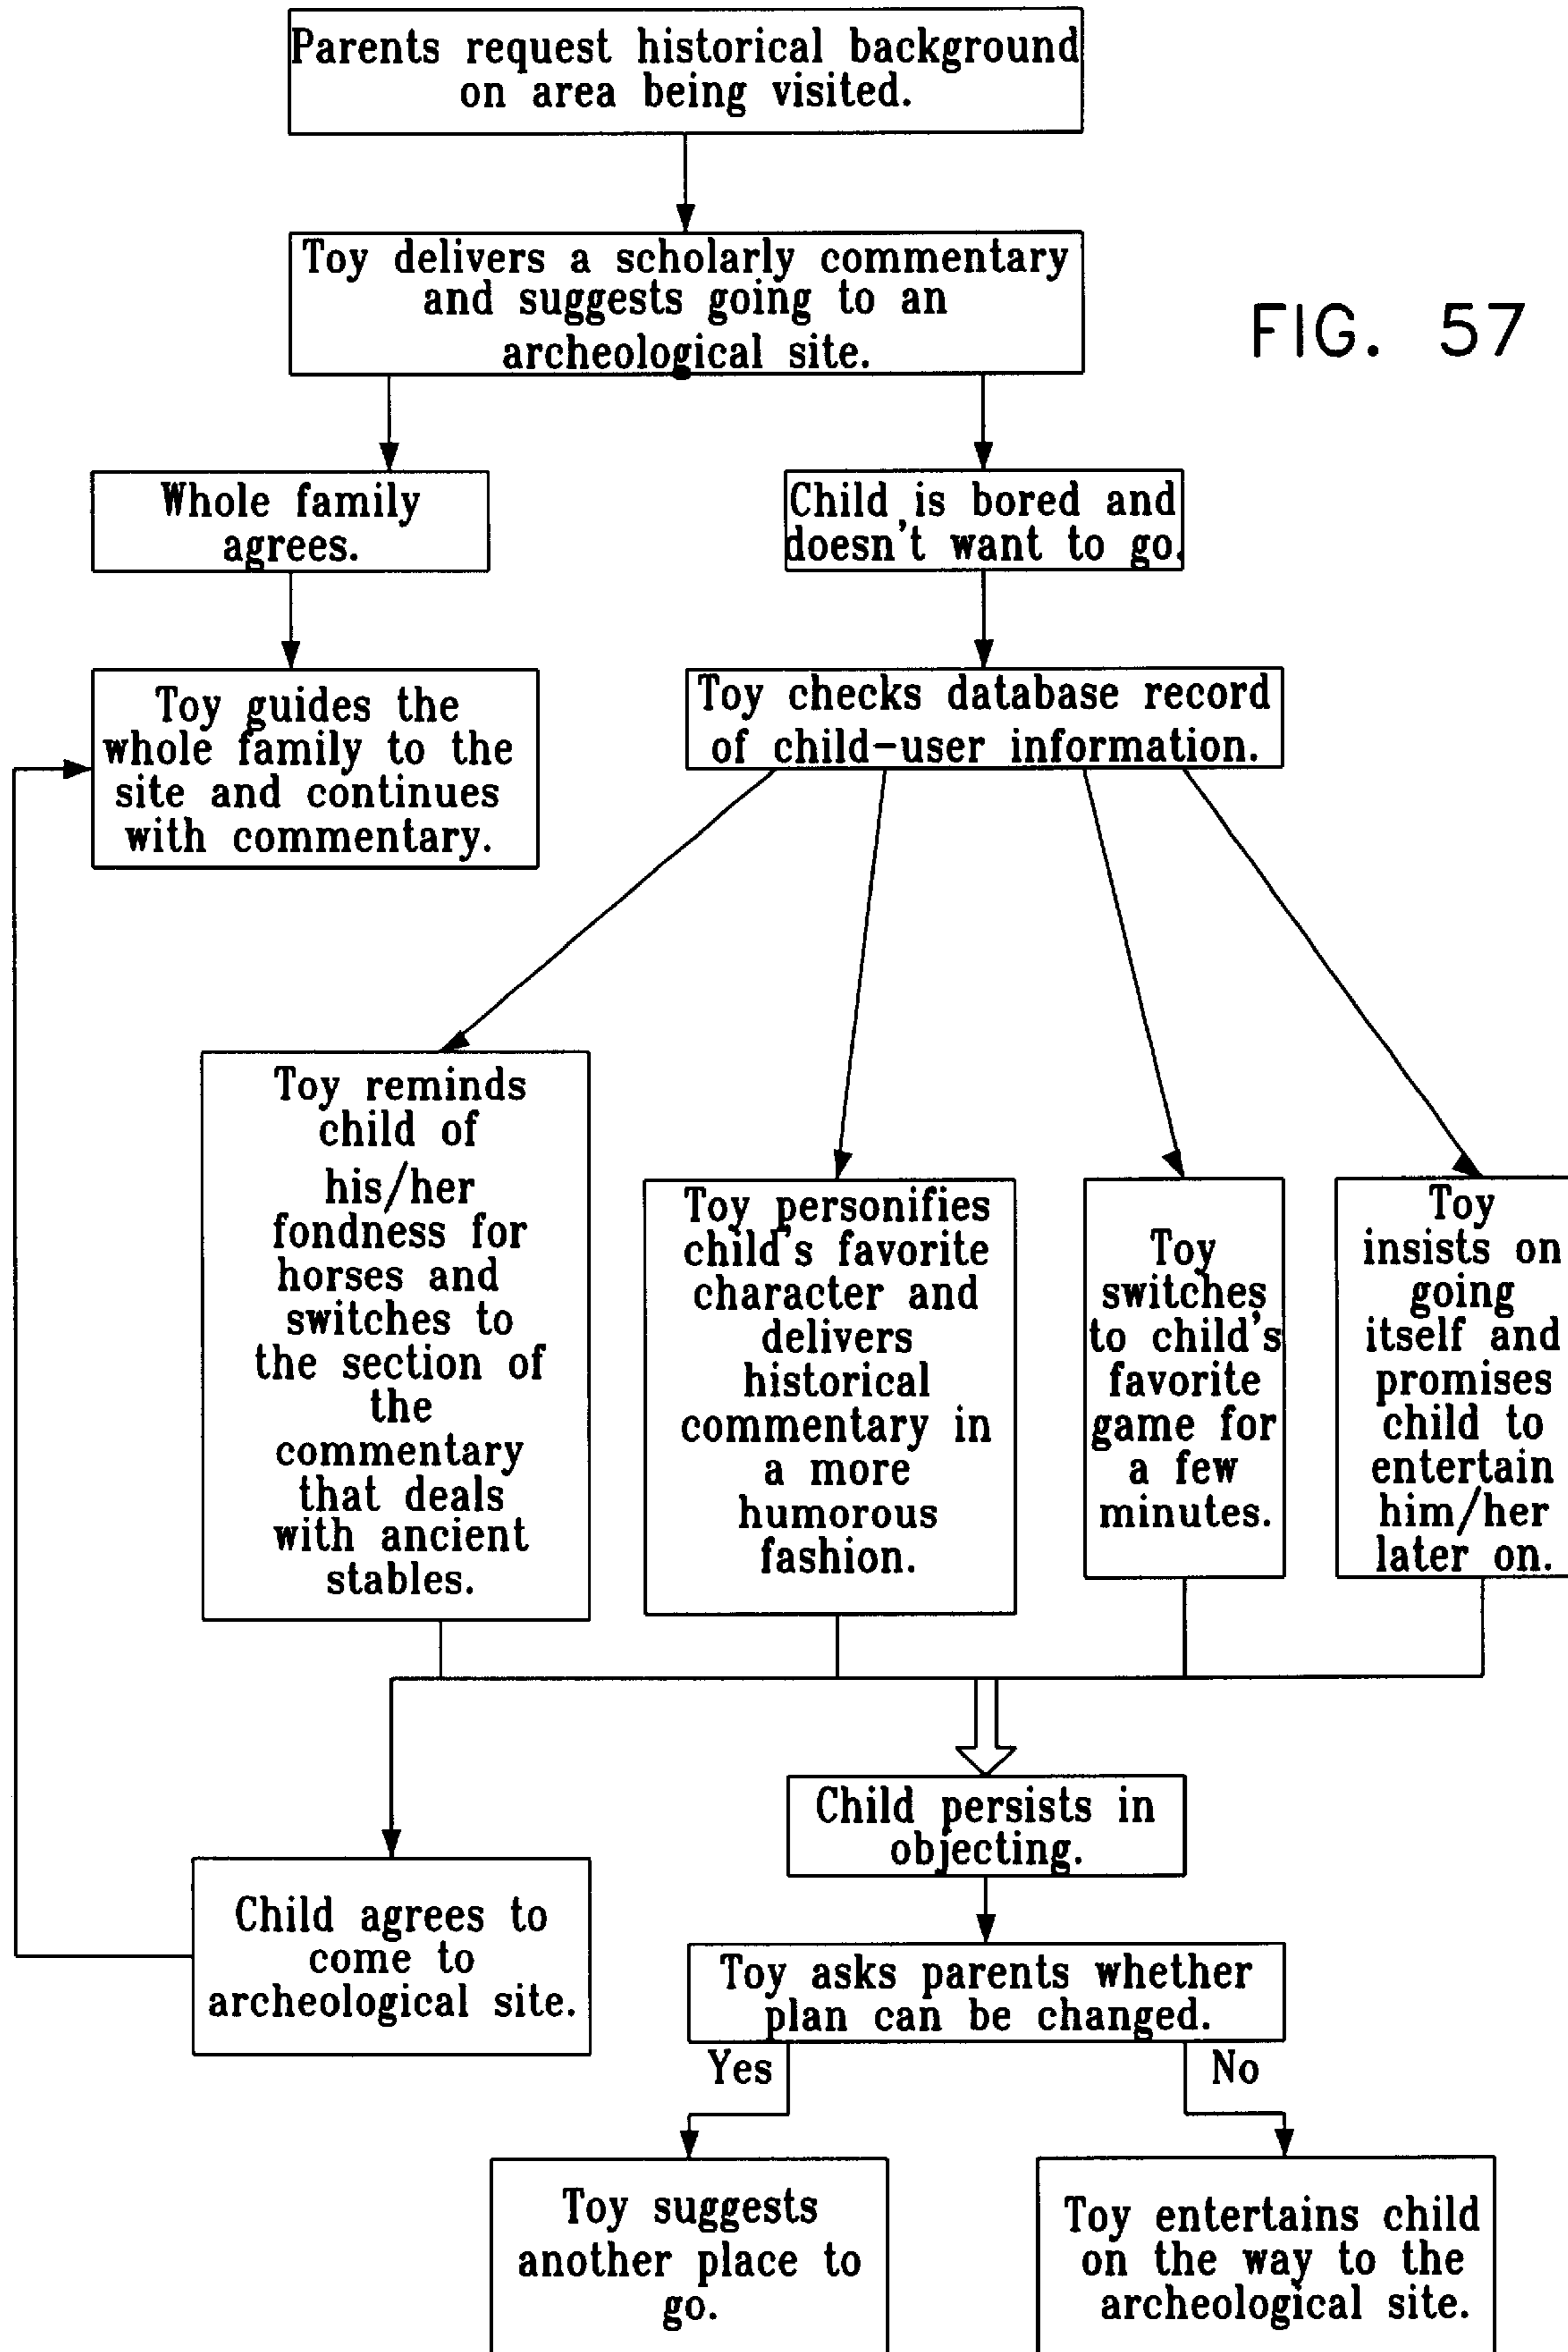 Parents request historical background
on area being visited.
Toy delivers a scholarly commentary
and suggests going to an
archeological site.
FIG. 57
Whole family
agrees.
Child is bored and
doesn't want to go.
Toy guides the
whole family to the
site and continues
with commentary.
Toy checks database record
of child-user information.
Toy reminds
child of
his/her
fondness for
horses and
switches to
the section of
the
commentary
that deals
with ancient
stables.
Toy personifies
child's favorite
character and
delivers
historical
commentary in
a more
humorous
fashion.
Toy
switches
to child's
favorite
game for
a few
minutes.
Toy
insists on
going
itself and
promises
child to
entertain
him/her
later on.
Child persists in
objecting.
Child agrees to
come to
archeological site.
Toy asks parents whether
plan can be changed.
Yes
No
Toy suggests
another place to
go.
Toy entertains child
on the way to the
archeological site.